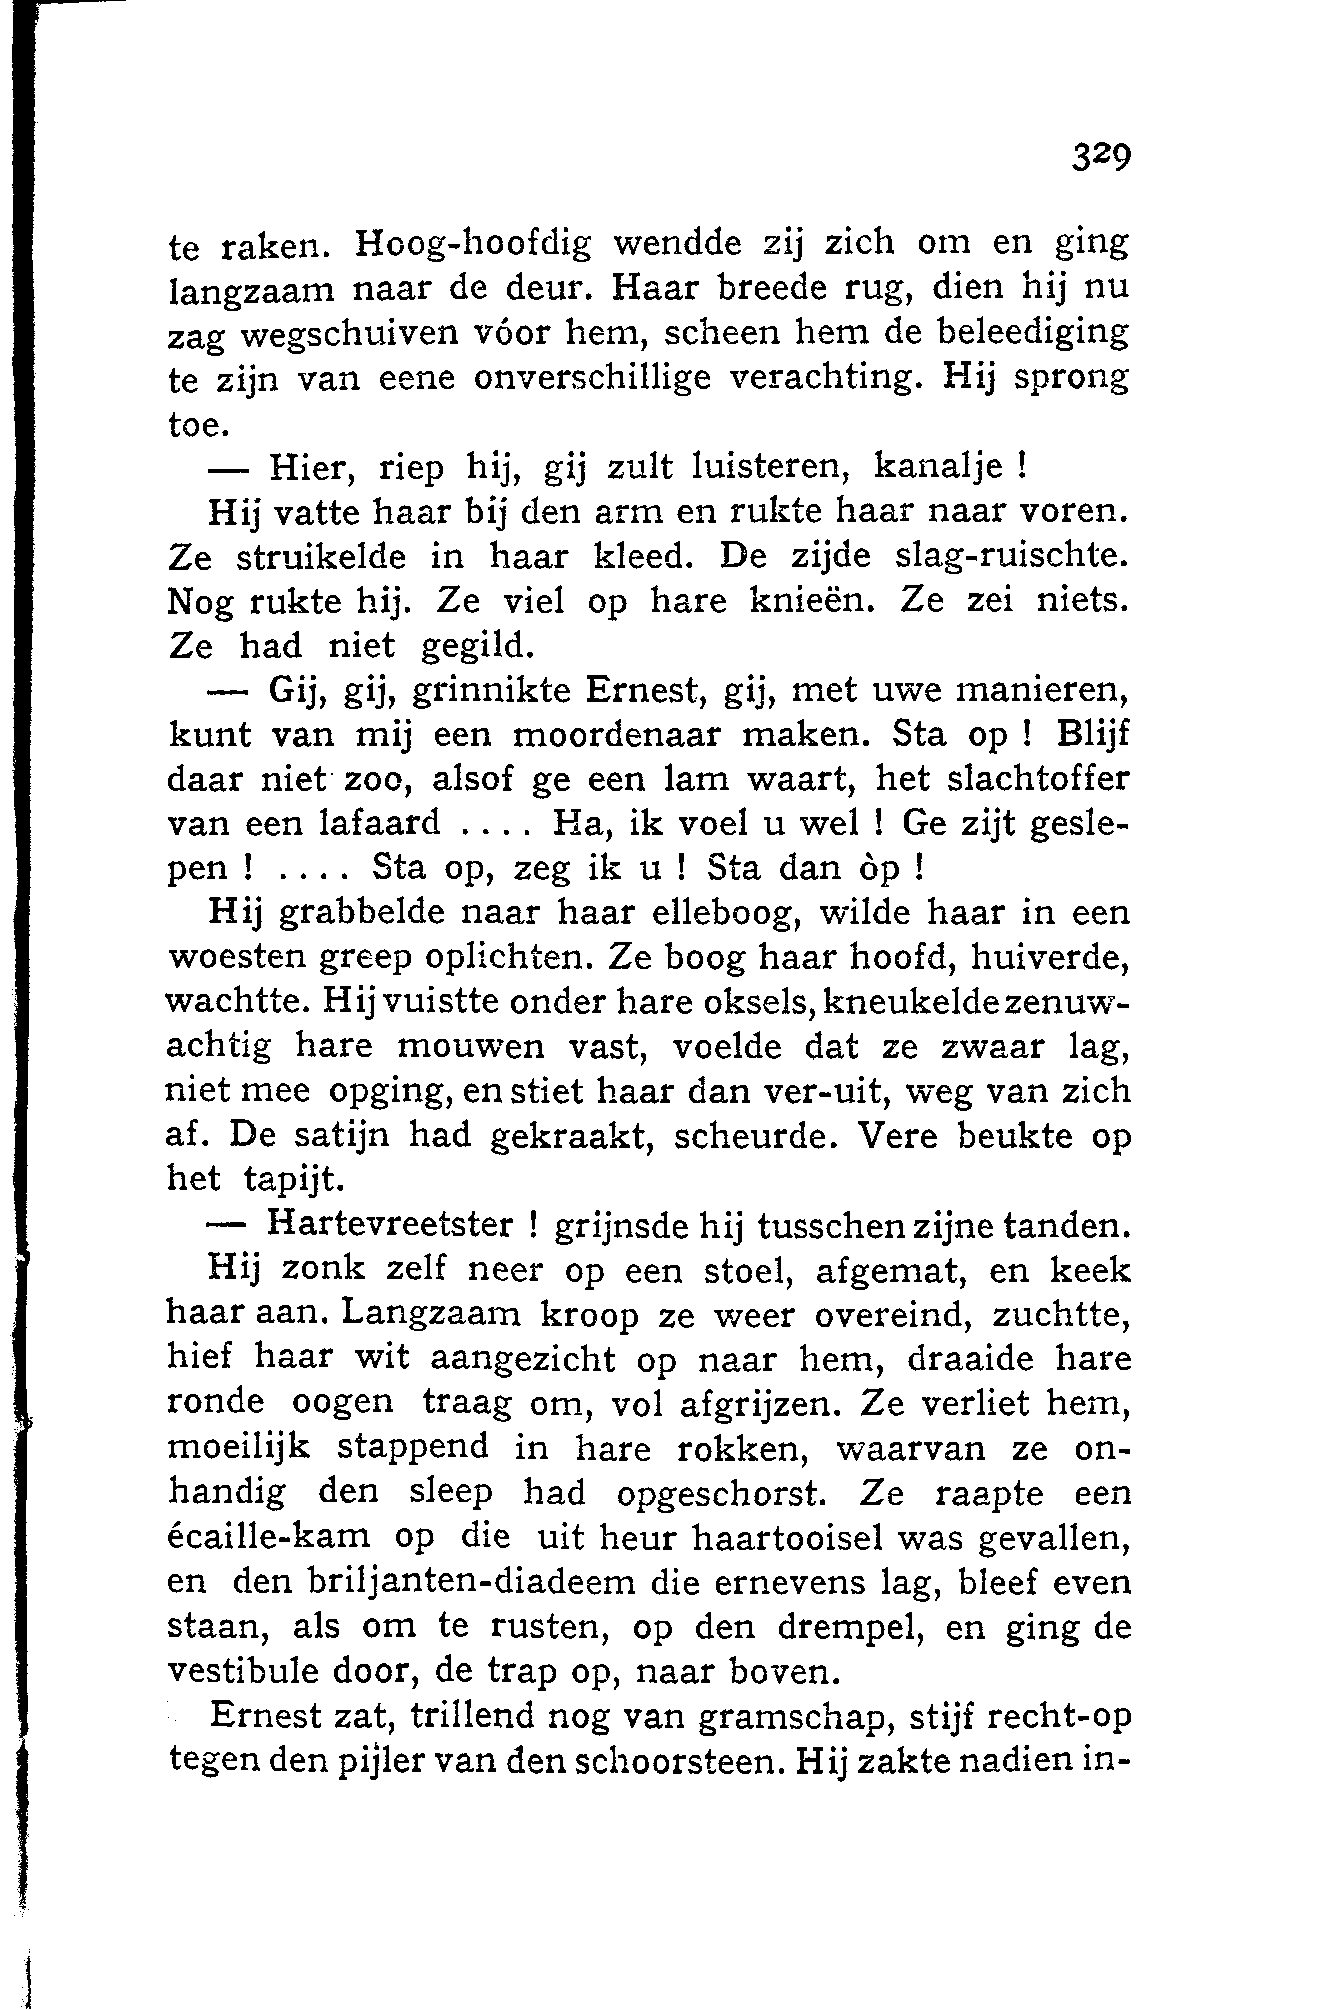 329
te raken. Hoog-hoofdig wendde zij zich om en ging
langzaam naar de deur. Haar breede rug, dien hij nu
zag wegschuiven vóor hem, scheen hem de beleediging
te zijn van eene onverschillige verachting. Hij sprong
toe.
— Hier, riep hij, gij zult luisteren, kanalje !
Hij vatte haar bij den arm en rukte haar naar voren.
Ze struikelde in haar kleed. De zijde slag-ruischte.
Nog rukte hij. Ze viel op hare knieën. Ze zei niets.
Ze had niet gegild.
— Gij, gij, grinnikte Ernest, gij, met uwe manieren,
kunt van mij een moordenaar maken. Sta op ! Blijf
daar niet zoo, alsof ge een lam waart, het slachtoffer
van een lafaard .... Ha, ik voel u wel ! Ge zijt gesle-
pen ! .... Sta op, zeg ik u ! Sta dan òp !
Hij grabbelde naar haar elleboog, wilde haar in een
woesten greep oplichten. Ze boog haar hoofd, huiverde,
wachtte. Hij vuistte onder hare oksels, kneukelde zenuw-
achtig hare mouwen vast, voelde dat ze zwaar lag,
niet mee opging, en stiet haar dan ver-uit, weg van zich
af. De satijn had gekraakt, scheurde. Vere beukte op
het tapijt.
— Hartevreetster ! grijnsde hij tusschen zijne tanden.
Hij zonk zelf neer op een stoel, afgemat, en keek
haar aan. Langzaam kroop ze weer overeind, zuchtte,
hief haar wit aangezicht op naar hem, draaide hare
ronde oogen traag om, vol afgrijzen. Ze verliet hem,
moeilijk stappend in hare rokken, waarvan ze on-
handig den sleep had opgeschorst. Ze raapte een
écaille-kam op die uit heur haartooisel was gevallen,
en den briljanten-diadeem die ernevens lag, bleef even
staan, als om te rusten, op den drempel, en ging de
vestibule door, de trap op, naar boven.
Ernest zat, trillend nog van gramschap, stijf recht-op
tegen den pijler van den schoorsteen. Hij zakte nadien in-